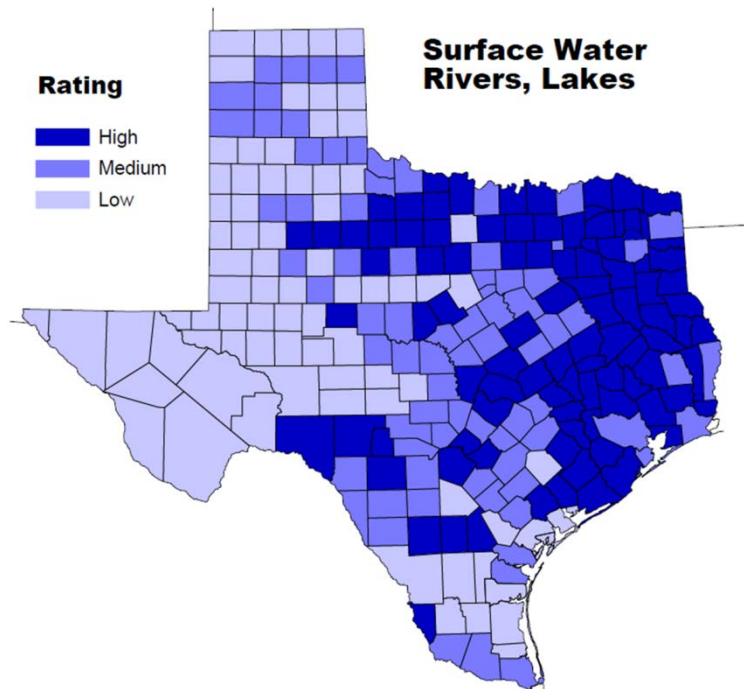 Surface Water
Rivers, Lakes
Rating
High
Medium
Low